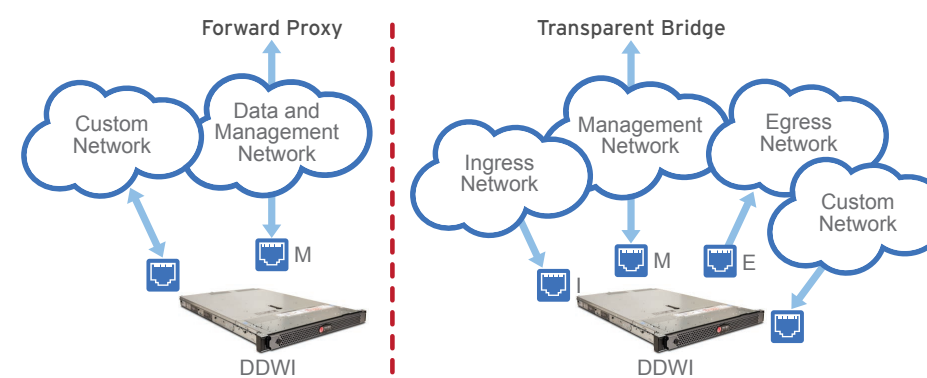 Forward Proxy
Custom
Network
Data and
Management
Network
M
DDWI
Transparent Bridge
Ingress
Network
Management
Network
Egress
Network
Custom
Network
I
M
E
DDWI